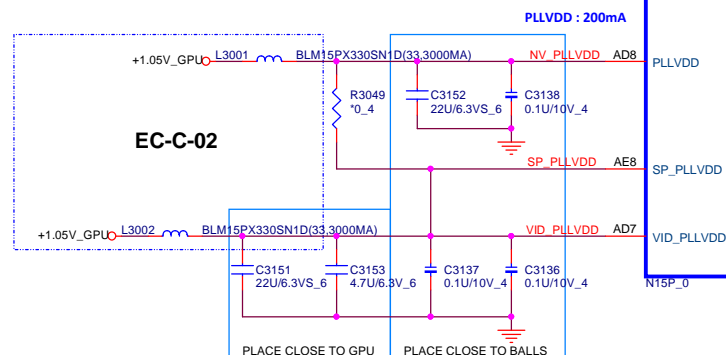 PLLVDD : 200mA
+1.05V_GPU L3001 BLM15PX330SN1D(33,3000MA) NV_PLLVDD AD8 PLLVDD
R3049
*0_4
C3152
22U/6.3VS_6
C3138
0.1U/10V_4
EC-C-02
SP_PLLVDD AE8 SP_PLLVDD
+1.05V_GPU L3002 BLM15PX330SN1D(33,3000MA) VID_PLLVDD AD7 VID_PLLVDD
C3151
22U/6.3VS_6
C3153
4.7U/6.3V_6
C3137
0.1U/10V_4
C3136
0.1U/10V_4
N15P_0
PLACE CLOSE TO GPU
PLACE CLOSE TO BALLS